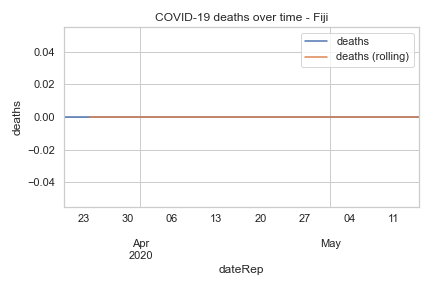 COVID-19 deaths over time - Fiji
deaths
deaths (rolling)
0.04
0.02
0.00
−0.02
−0.04
deaths
23 30 06 13 20 27 04 11
Apr May
2020
dateRep